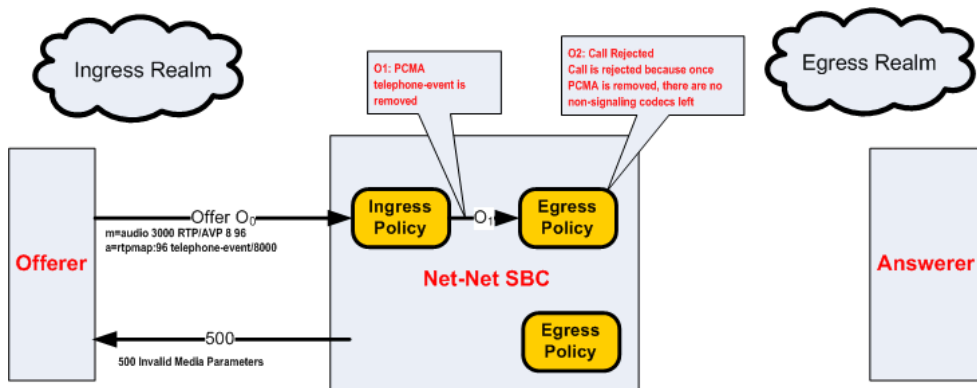 Ingress Realm
O1: PCMA
telephone-event is
removed
O2: Call Rejected
Call is rejected because once
PCMA is removed, there are no
non-signaling codecs left
Egress Realm
Offerer
Offer O0
m=audio 3000 RTP/AVP 8 96
a=rtpmap:96 telephone-event/8000
Ingress
Policy
O1
Egress
Policy
Net-Net SBC
Answerer
500
500 Invalid Media Parameters
Egress
Policy